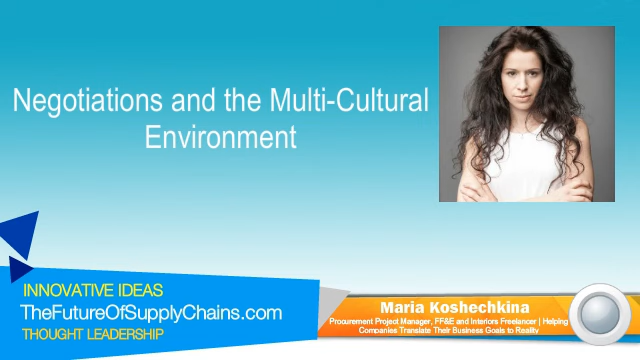 Negotiations and the Multi-Cultural
Environment
INNOVATIVE IDEAS
TheFutureOfSupplyChains.com
THOUGHT LEADERSHIP
Maria Koshechkina
Procurement Project Manager, FF&E and Interiors Freelancer | Helping
Companies Translate Their Business Goals to Reality